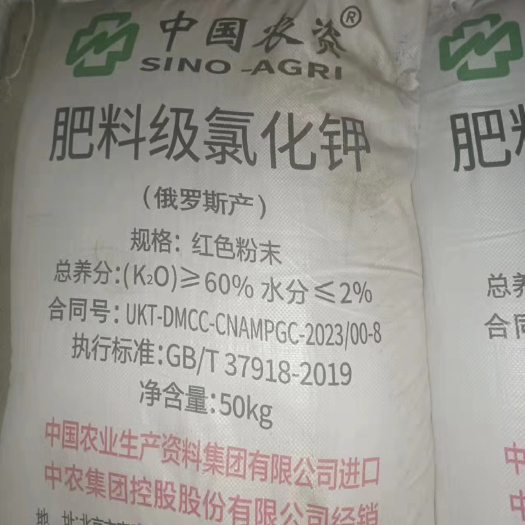 中国农资®
SINO-AGRI
肥料级氯化钾
（俄罗斯产）
规格：红色粉末
总养分：(K₂O)≥60% 水分≤2%
合同号：UKT-DMCC-CNAMPGC-2023/00-8
执行标准：GB/T 37918-2019
净含量：50kg
中国农业生产资料集团有限公司进口
中农集团控股股份有限公司经销
肥料
总养
合同
中
中